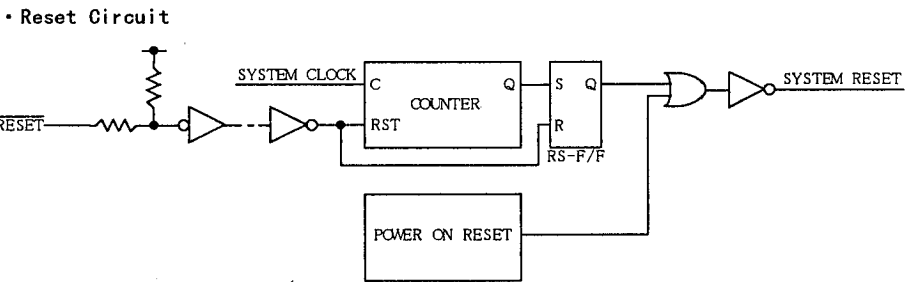 ・Reset Circuit
SYSTEM CLOCK
C
Q
S
Q
SYSTEM RESET
COUNTER
RESET
RST
R
RS-F/F
POWER ON RESET